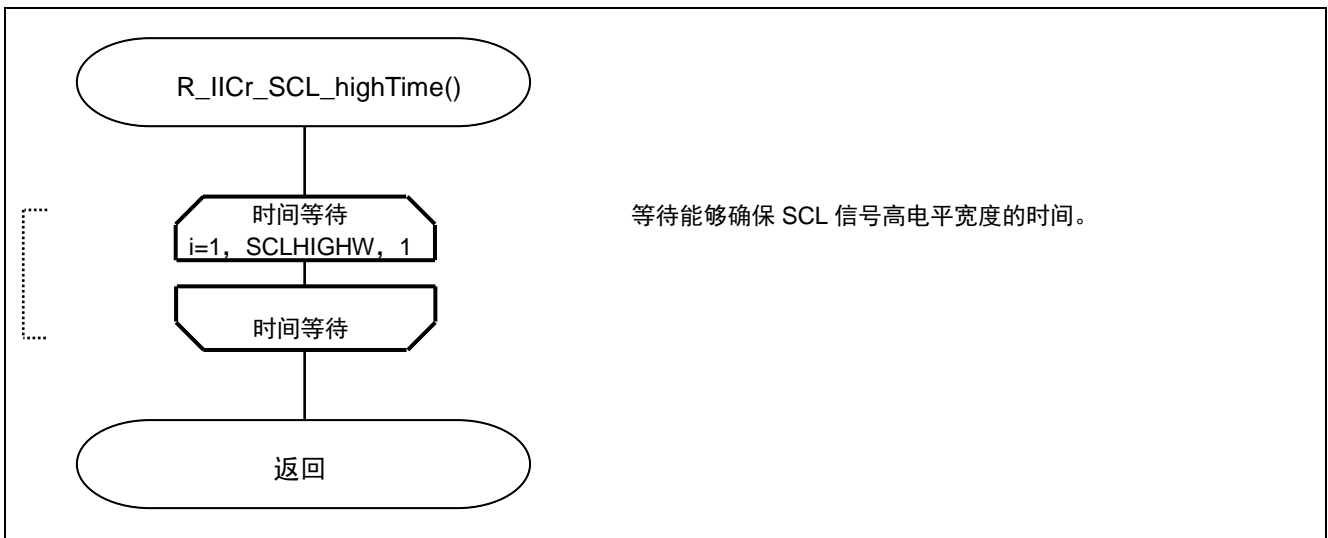 R_IICr_SCL_highTime()
时间等待
i=1，SCLHIGHW，1
等待能够确保 SCL 信号高电平宽度的时间。
时间等待
返回